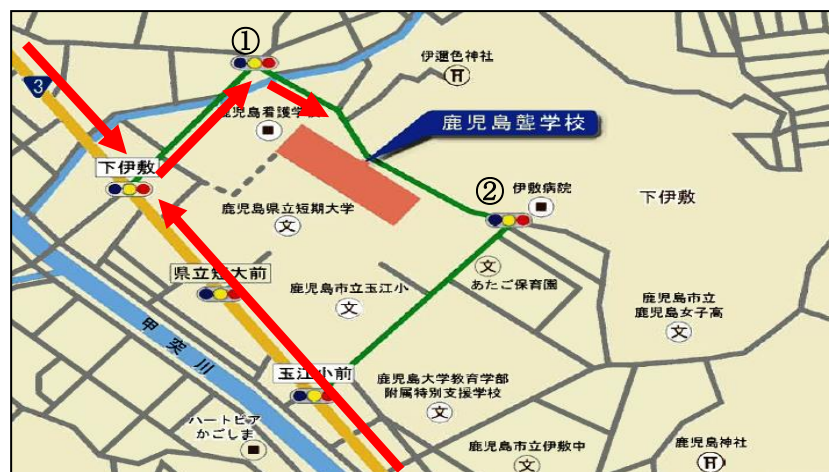 ①
伊邇色神社
3
鹿児島看護学校
鹿児島聾学校
下伊敷
②
伊敷病院
下伊敷
鹿児島県立短期大学
文
文
あたご保育園
県立短大前
鹿児島市立玉江小
文
鹿児島市立
鹿児島女子高
文
甲突川
玉江小前
鹿児島大学教育学部
附属特別支援学校
文
ハートピア
かごしま
鹿児島市立伊敷中
文
鹿児島神社